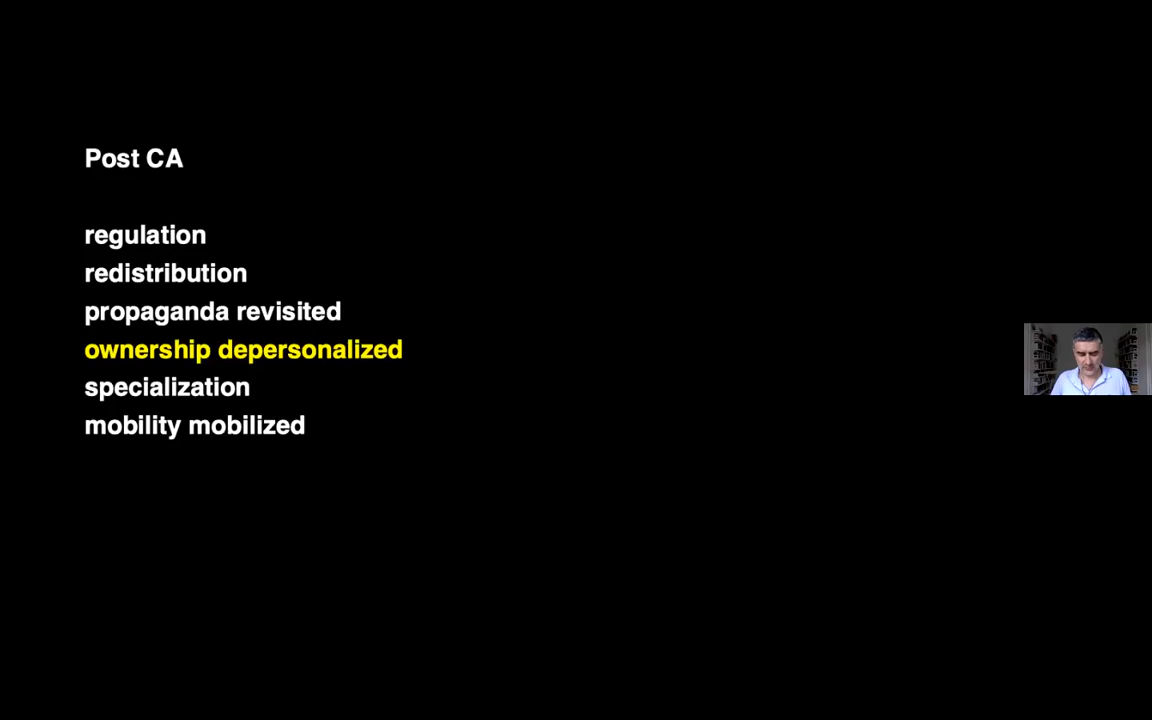 Post CA
regulation
redistribution
propaganda revisited
ownership depersonalized
specialization
mobility mobilized